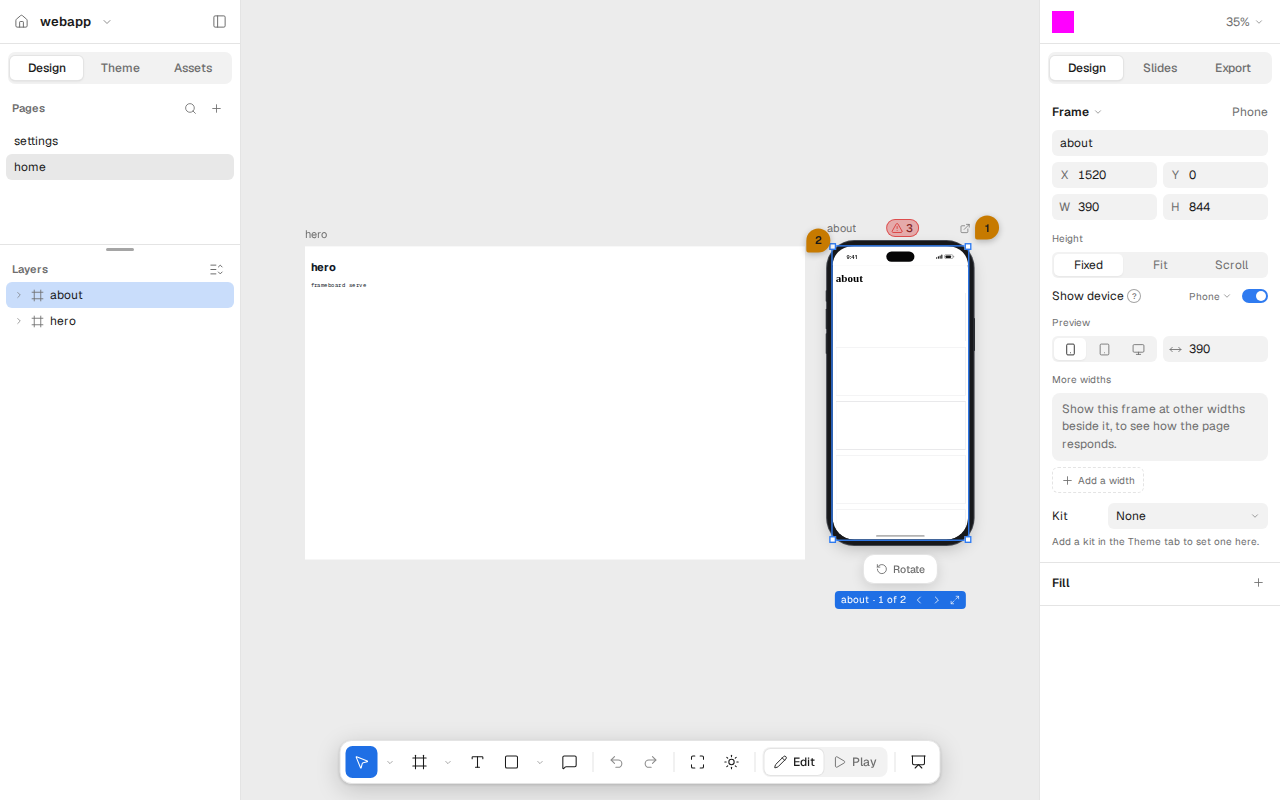 webapp
Design
Theme
Assets
Pages
settings
home
Layers
about
hero
hero
hero
frameboard serve
about
3
1
2
9:41
about
Rotate
about - 1 of 2
Edit
Play
35%
Design
Slides
Export
Frame
Phone
about
X 1520
Y 0
W 390
H 844
Height
Fixed
Fit
Scroll
Show device ?
Phone
Preview
390
More widths
Show this frame at other widths
beside it, to see how the page
responds.
Add a width
Kit
None
Add a kit in the Theme tab to set one here.
Fill